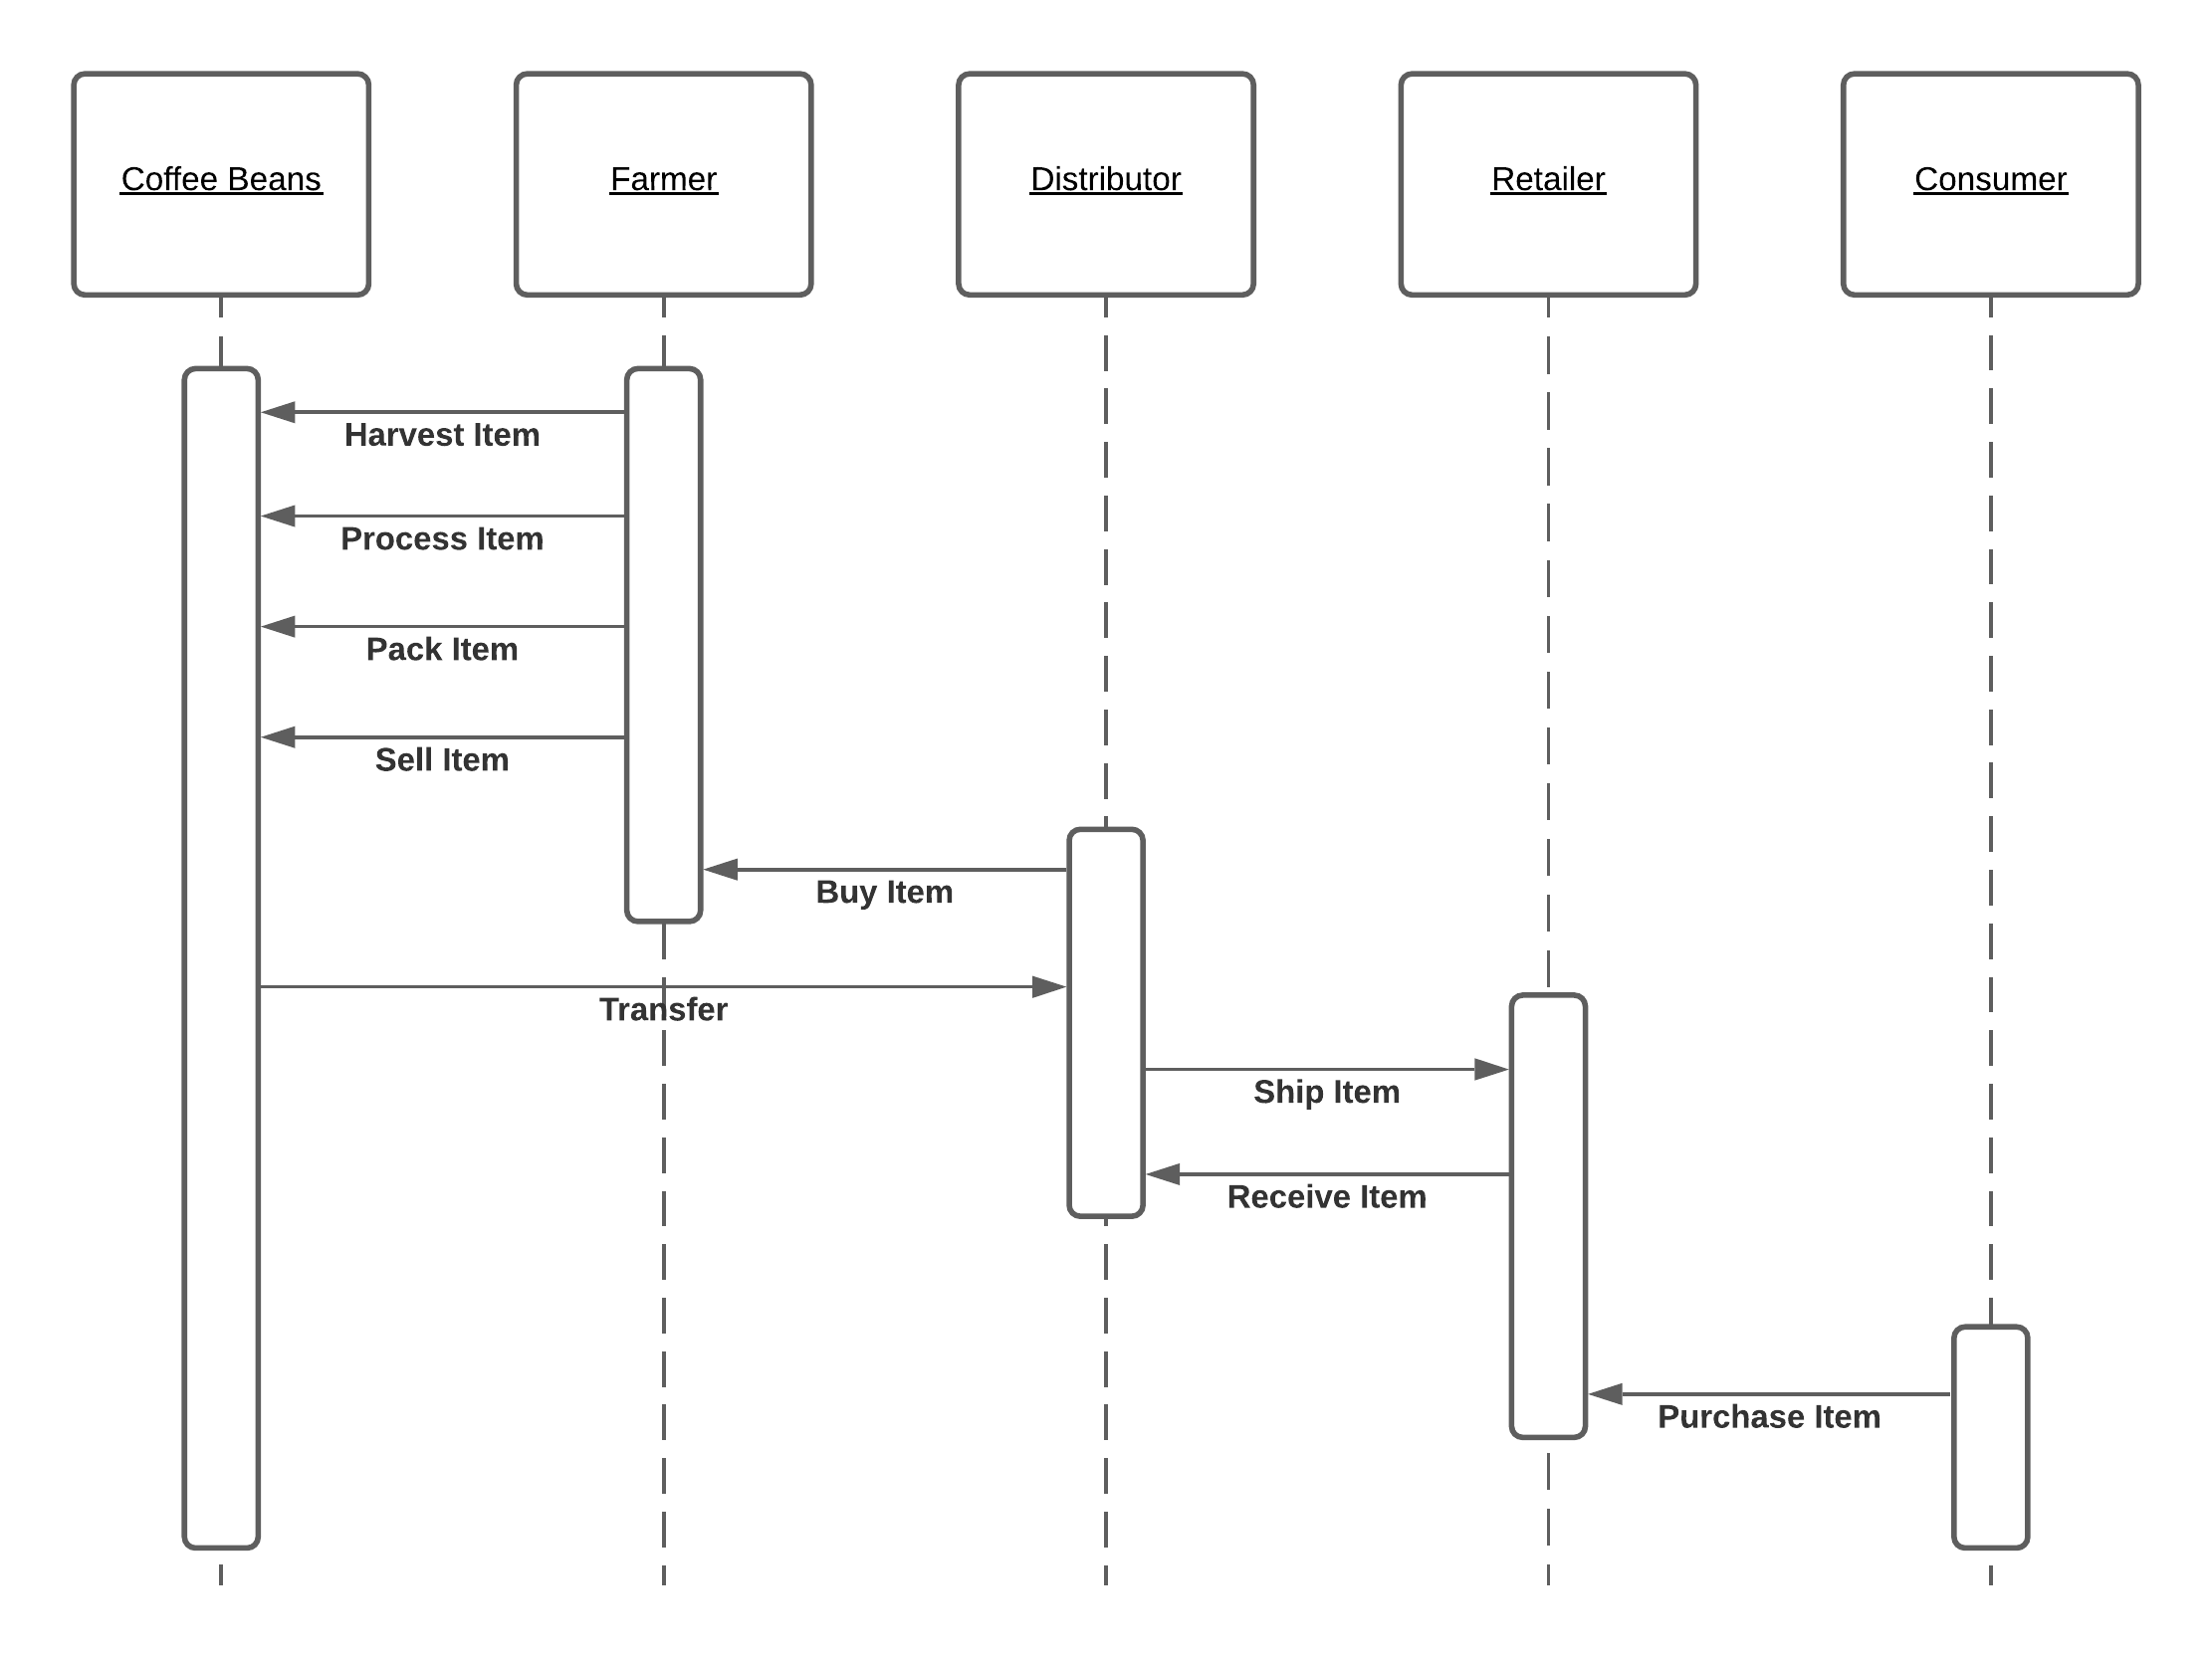 Coffee Beans
Farmer
Distributor
Retailer
Consumer
Harvest Item
Process Item
Pack Item
Sell Item
Buy Item
Transfer
Ship Item
Receive Item
Purchase Item